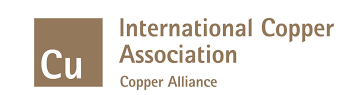 Cu
International Copper
Association
Copper Alliance